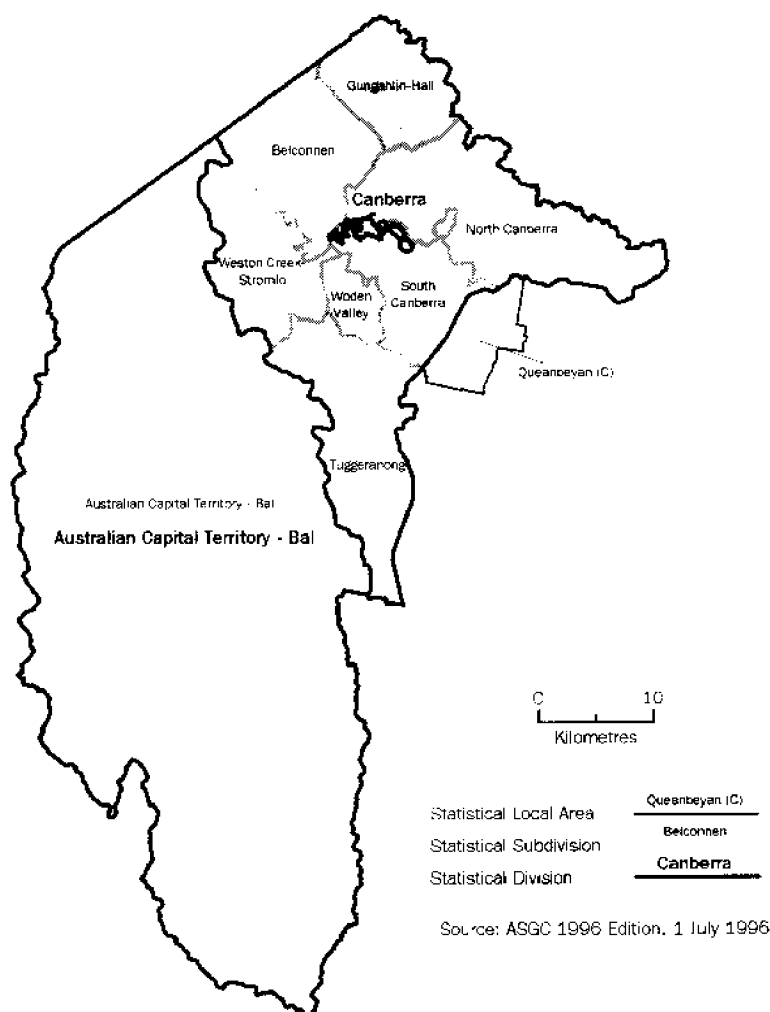 Gungahlin-Hall
Belconnen
Canberra
North Canberra
Weston Creek
Stromlo
Woden
Valley
South
Canberra
Queanbeyan (C)
Tuggeranong
Australian Capital Territory - Bal
Australian Capital Territory - Bal
0 10
Kilometres
Statistical Local Area Queanbeyan (C)
Statistical Subdivision Belconnen
Statistical Division Canberra
Source: ASGC 1996 Edition, 1 July 1996